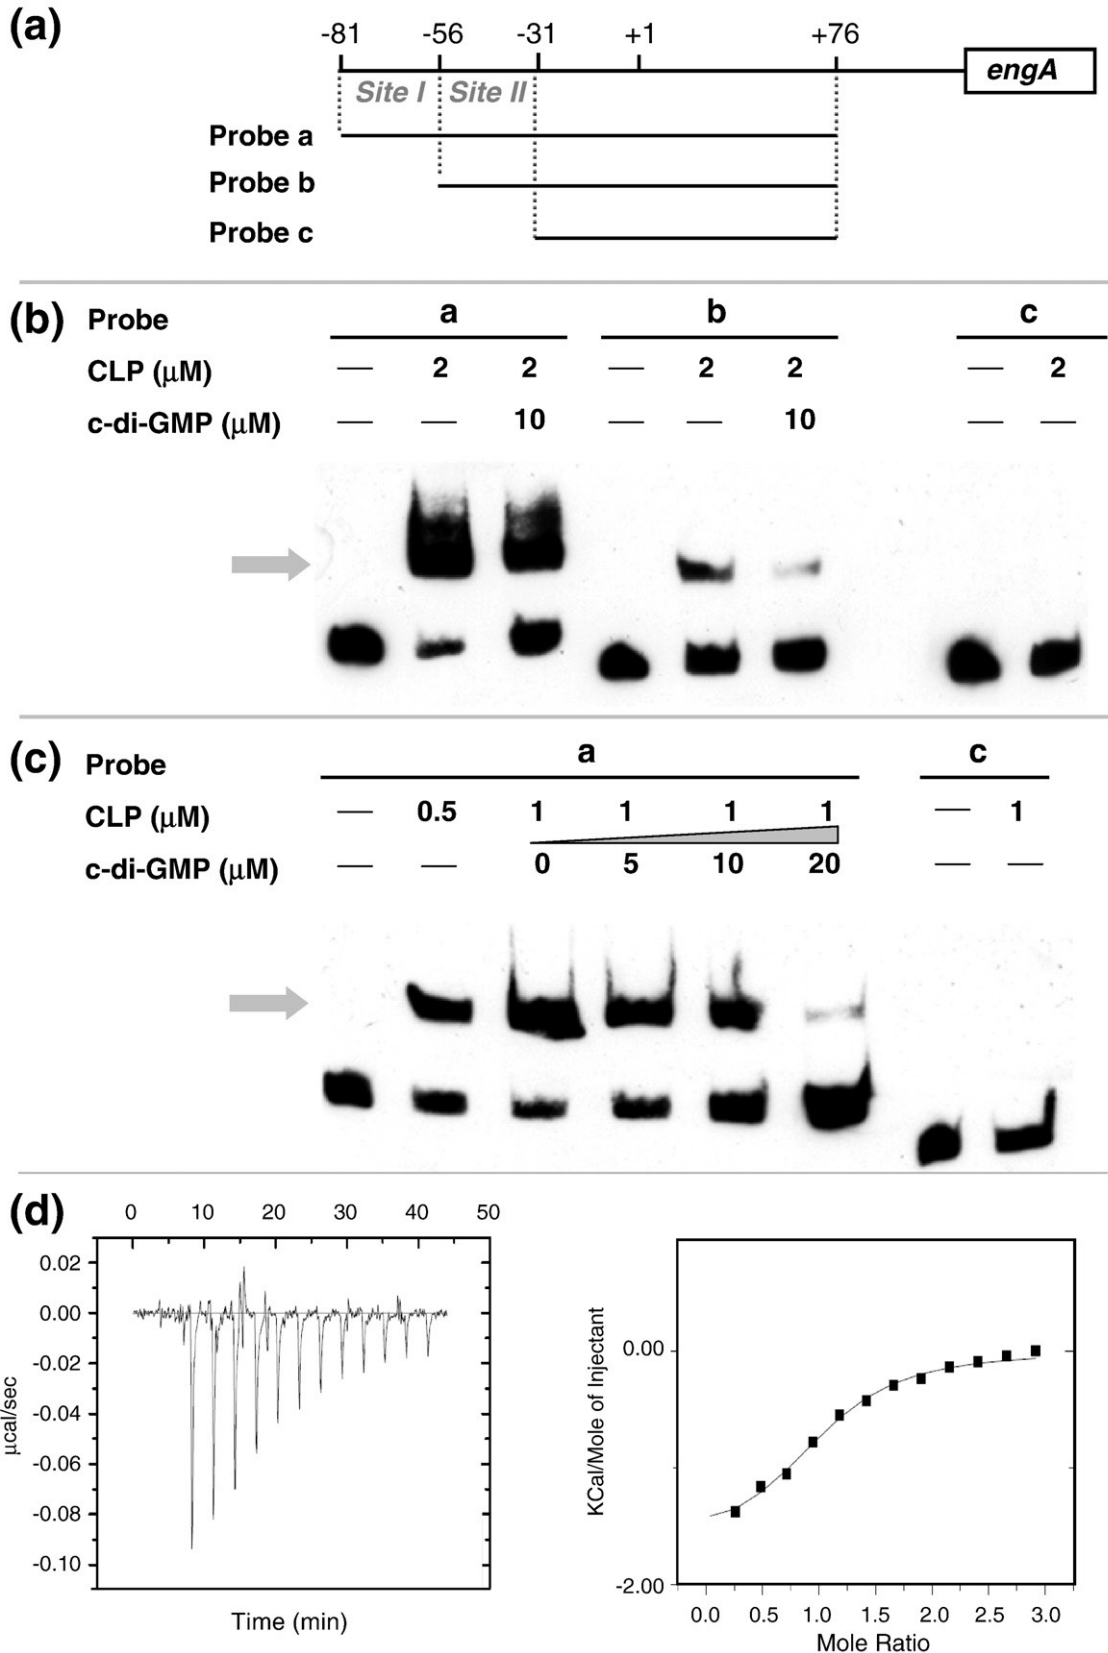 (a)
-81 -56 -31 +1 +76
Site I Site II engA
Probe a
Probe b
Probe c
(b) Probe a b c
CLP (μM) — 2 2 — 2 2 — 2
c-di-GMP (μM) — — 10 — — 10 — —
(c) Probe a c
CLP (μM) — 0.5 1 1 1 1 — 1
c-di-GMP (μM) — — 0 5 10 20 — —
(d)
0 10 20 30 40 50
0.02
0.00
-0.02
-0.04
-0.06
-0.08
-0.10
μcal/sec
Time (min)
KCal/Mole of Injectant
0.00
-2.00
0.0 0.5 1.0 1.5 2.0 2.5 3.0
Mole Ratio